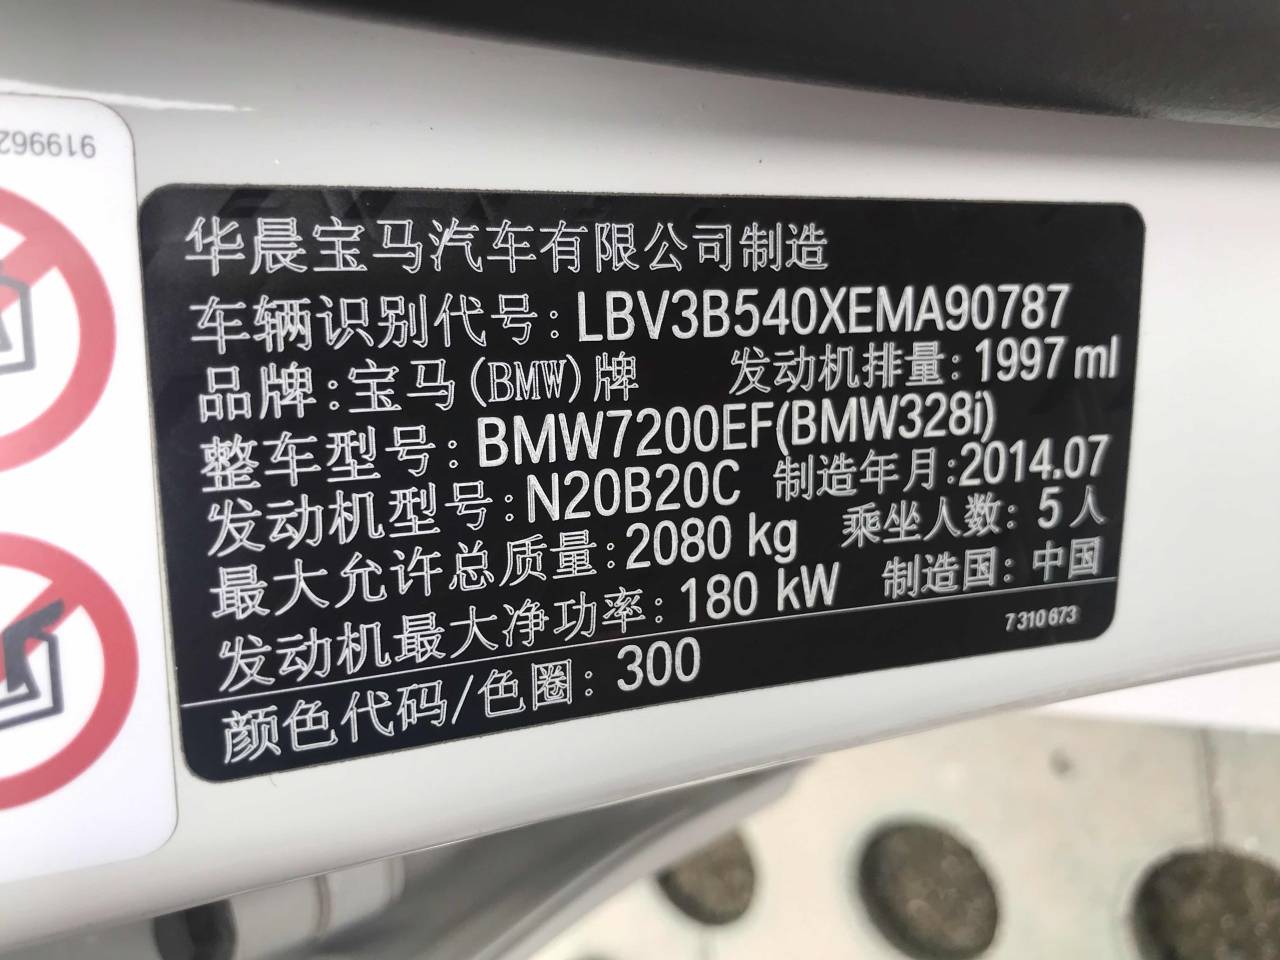 9199962
华晨宝马汽车有限公司制造
车辆识别代号: LBV3B540XEMA90787
品牌:宝马(BMW)牌 发动机排量: 1997 ml
整车型号: BMW7200EF(BMW328i)
发动机型号: N20B20C 制造年月:2014.07
最大允许总质量: 2080 kg 乘坐人数: 5人
发动机最大净功率: 180 kW 制造国: 中国
7310673
颜色代码/色圈: 300